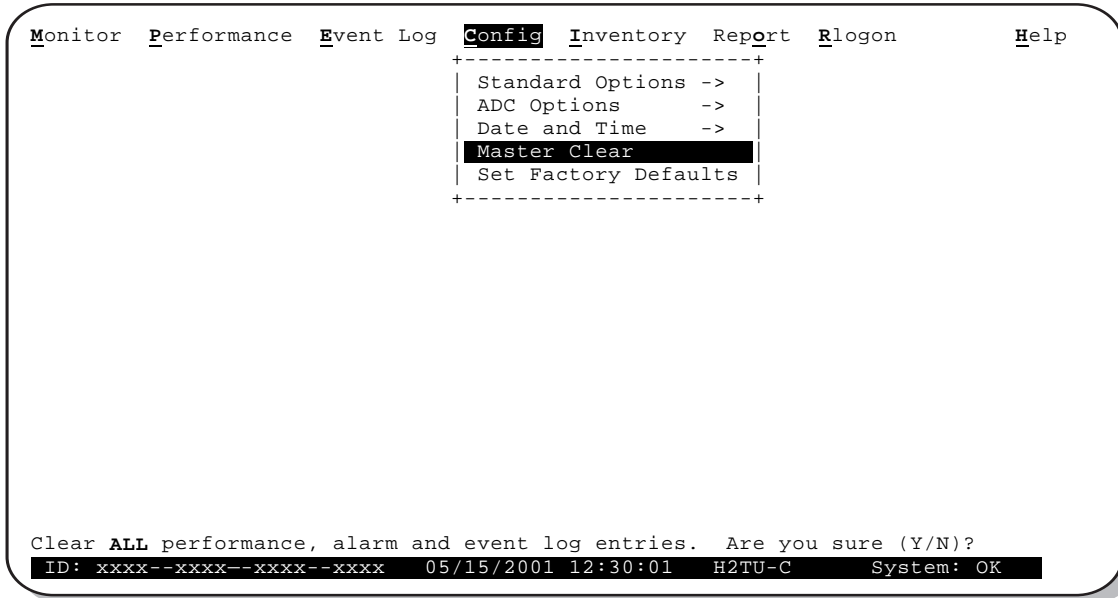 Monitor Performance Event Log Config Inventory Report Rlogon Help
+----------------------+
| Standard Options -> |
| ADC Options -> |
| Date and Time -> |
| Master Clear |
| Set Factory Defaults |
+----------------------+
Clear ALL performance, alarm and event log entries. Are you sure (Y/N)?
ID: xxxx--xxxx--xxxx--xxxx 05/15/2001 12:30:01 H2TU-C System: OK